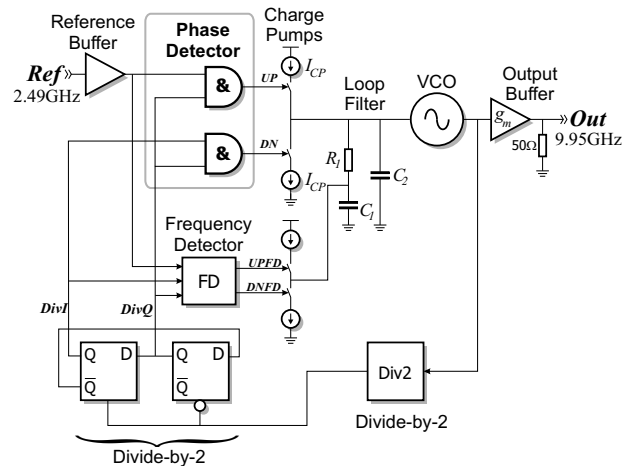 Reference
Buffer
Phase
Detector
Charge
Pumps
Ref
2.49GHz
&
UP
I_CP
Loop
Filter
VCO
Output
Buffer
g_m
Out
9.95GHz
50Ω
&
DN
I_CP
R_1
C_1
C_2
Frequency
Detector
FD
UPFD
DNFD
DivI
DivQ
Q D
Q̅
Q D
Q̅
Div2
Divide-by-2
Divide-by-2